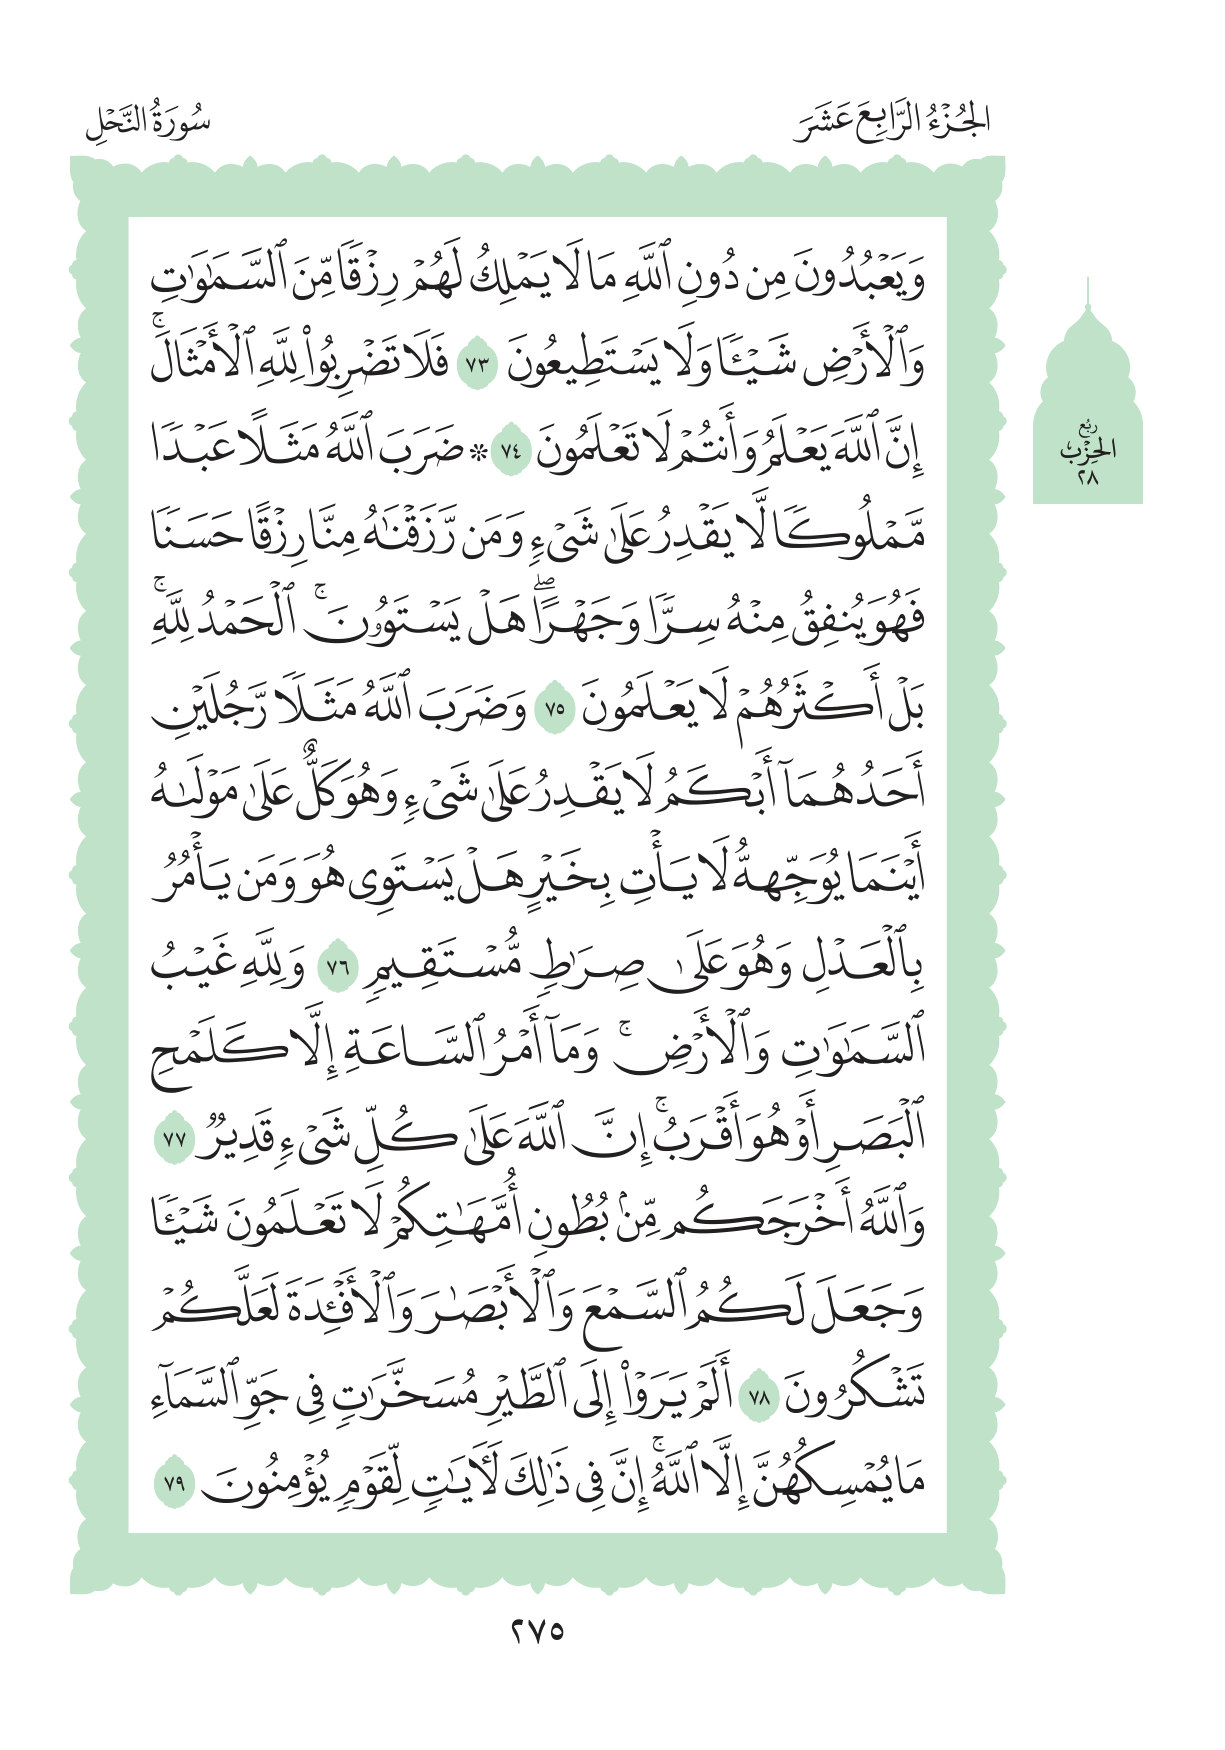 الجُزْءُ الرَّابِعَ عَشَرَ
سُورَةُ النَّحْلِ
وَيَعْبُدُونَ مِن دُونِ ٱللَّهِ مَا لَا يَمْلِكُ لَهُمْ رِزْقًا مِّنَ ٱلسَّمَٰوَٰتِ
وَٱلْأَرْضِ شَيْـًٔا وَلَا يَسْتَطِيعُونَ ٧٣ فَلَا تَضْرِبُوا۟ لِلَّهِ ٱلْأَمْثَالَ ۚ
إِنَّ ٱللَّهَ يَعْلَمُ وَأَنتُمْ لَا تَعْلَمُونَ ٧٤ ۞ ضَرَبَ ٱللَّهُ مَثَلًا عَبْدًا
مَّمْلُوكًا لَّا يَقْدِرُ عَلَىٰ شَىْءٍ وَمَن رَّزَقْنَٰهُ مِنَّا رِزْقًا حَسَنًا
فَهُوَ يُنفِقُ مِنْهُ سِرًّا وَجَهْرًا ۖ هَلْ يَسْتَوُۥنَ ۚ ٱلْحَمْدُ لِلَّهِ ۚ
بَلْ أَكْثَرُهُمْ لَا يَعْلَمُونَ ٧٥ وَضَرَبَ ٱللَّهُ مَثَلًا رَّجُلَيْنِ
أَحَدُهُمَآ أَبْكَمُ لَا يَقْدِرُ عَلَىٰ شَىْءٍ وَهُوَ كَلٌّ عَلَىٰ مَوْلَىٰهُ
أَيْنَمَا يُوَجِّههُّ لَا يَأْتِ بِخَيْرٍ هَلْ يَسْتَوِى هُوَ وَمَن يَأْمُرُ
بِٱلْعَدْلِ وَهُوَ عَلَىٰ صِرَٰطٍ مُّسْتَقِيمٍ ٧٦ وَلِلَّهِ غَيْبُ
ٱلسَّمَٰوَٰتِ وَٱلْأَرْضِ ۚ وَمَآ أَمْرُ ٱلسَّاعَةِ إِلَّا كَلَمْحِ
ٱلْبَصَرِ أَوْ هُوَ أَقْرَبُ ۚ إِنَّ ٱللَّهَ عَلَىٰ كُلِّ شَىْءٍ قَدِيرٌ ٧٧
وَٱللَّهُ أَخْرَجَكُم مِّنۢ بُطُونِ أُمَّهَٰتِكُمْ لَا تَعْلَمُونَ شَيْـًٔا
وَجَعَلَ لَكُمُ ٱلسَّمْعَ وَٱلْأَبْصَٰرَ وَٱلْأَفْـِٔدَةَ لَعَلَّكُمْ
تَشْكُرُونَ ٧٨ أَلَمْ يَرَوْا۟ إِلَى ٱلطَّيْرِ مُسَخَّرَٰتٍ فِى جَوِّ ٱلسَّمَآءِ
مَا يُمْسِكُهُنَّ إِلَّا ٱللَّهُ ۚ إِنَّ فِى ذَٰلِكَ لَـَٔايَٰتٍ لِّقَوْمٍ يُؤْمِنُونَ ٧٩
ربُع
الحِزْب
٢٨
٢٧٥